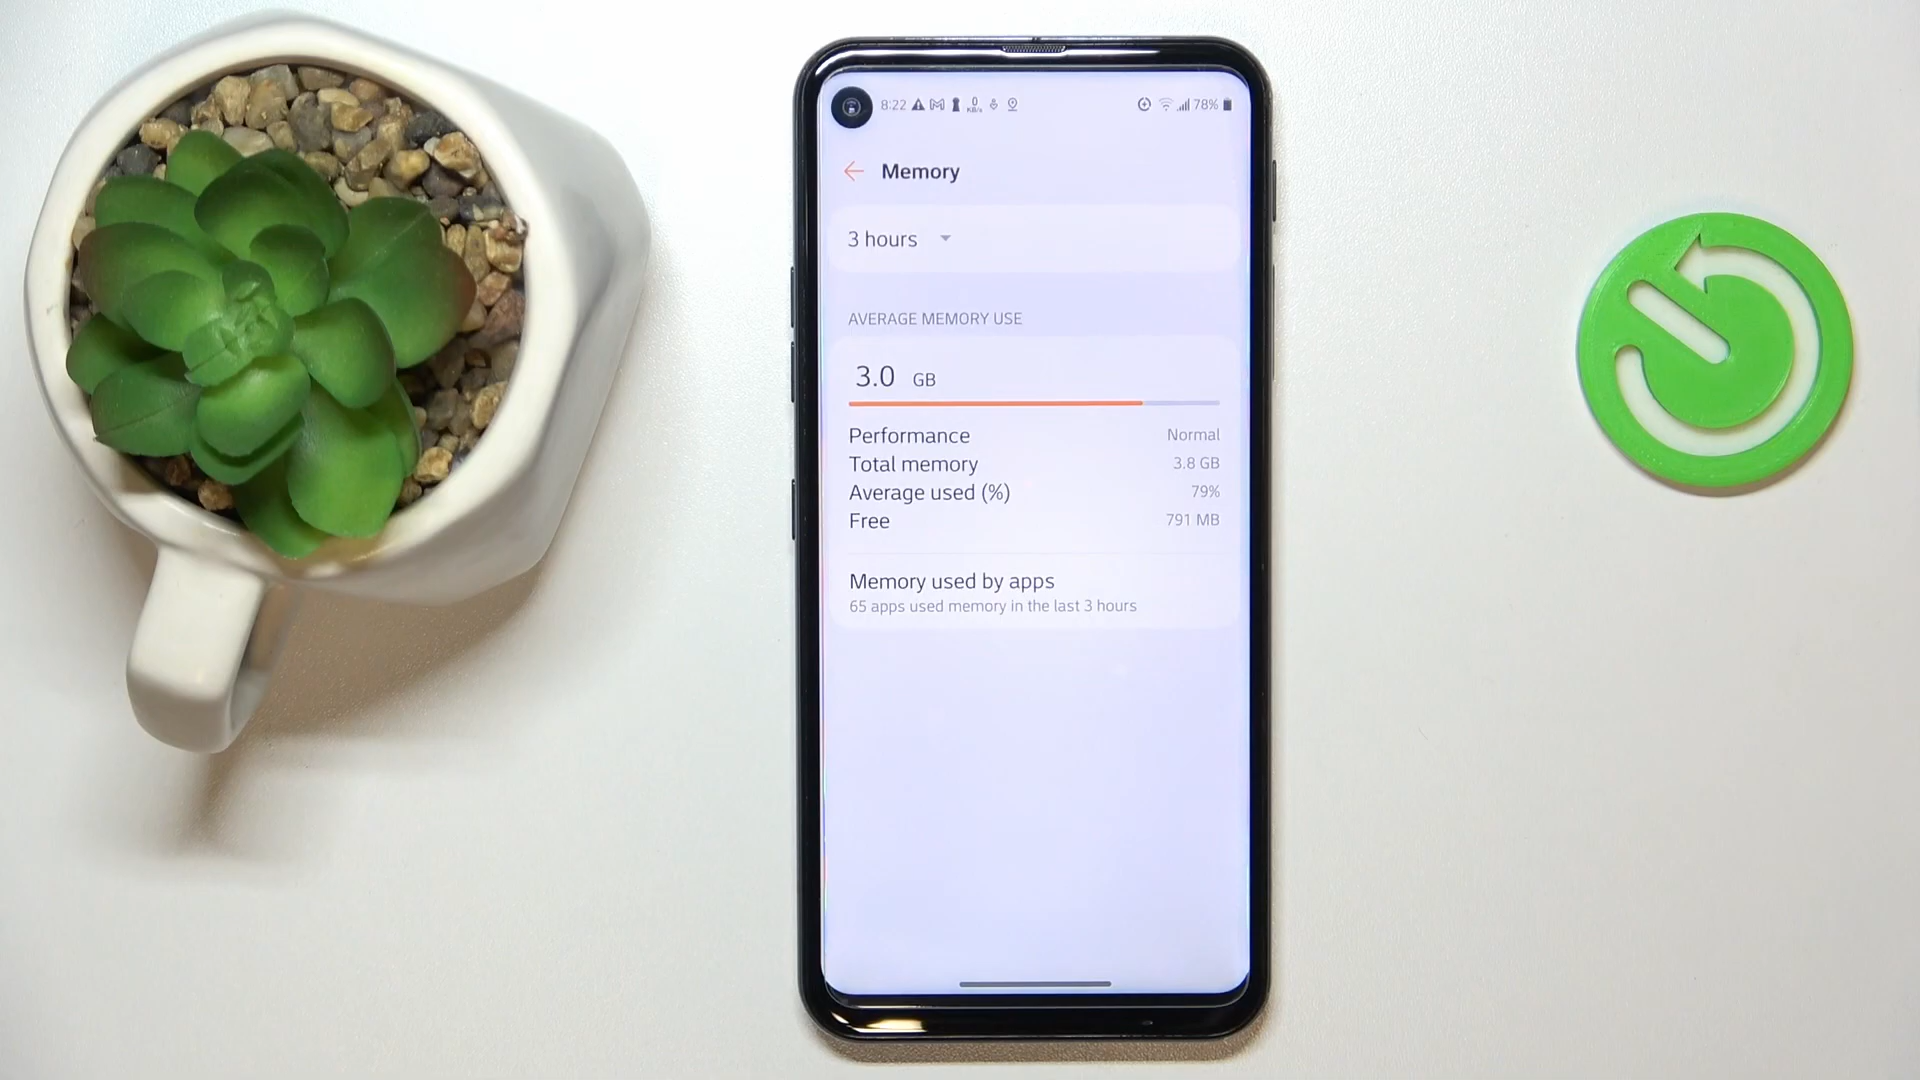 8:22 0 KB/s 78%
Memory
3 hours
AVERAGE MEMORY USE
3.0 GB
Performance Normal
Total memory 3.8 GB
Average used (%) 79%
Free 791 MB
Memory used by apps
65 apps used memory in the last 3 hours